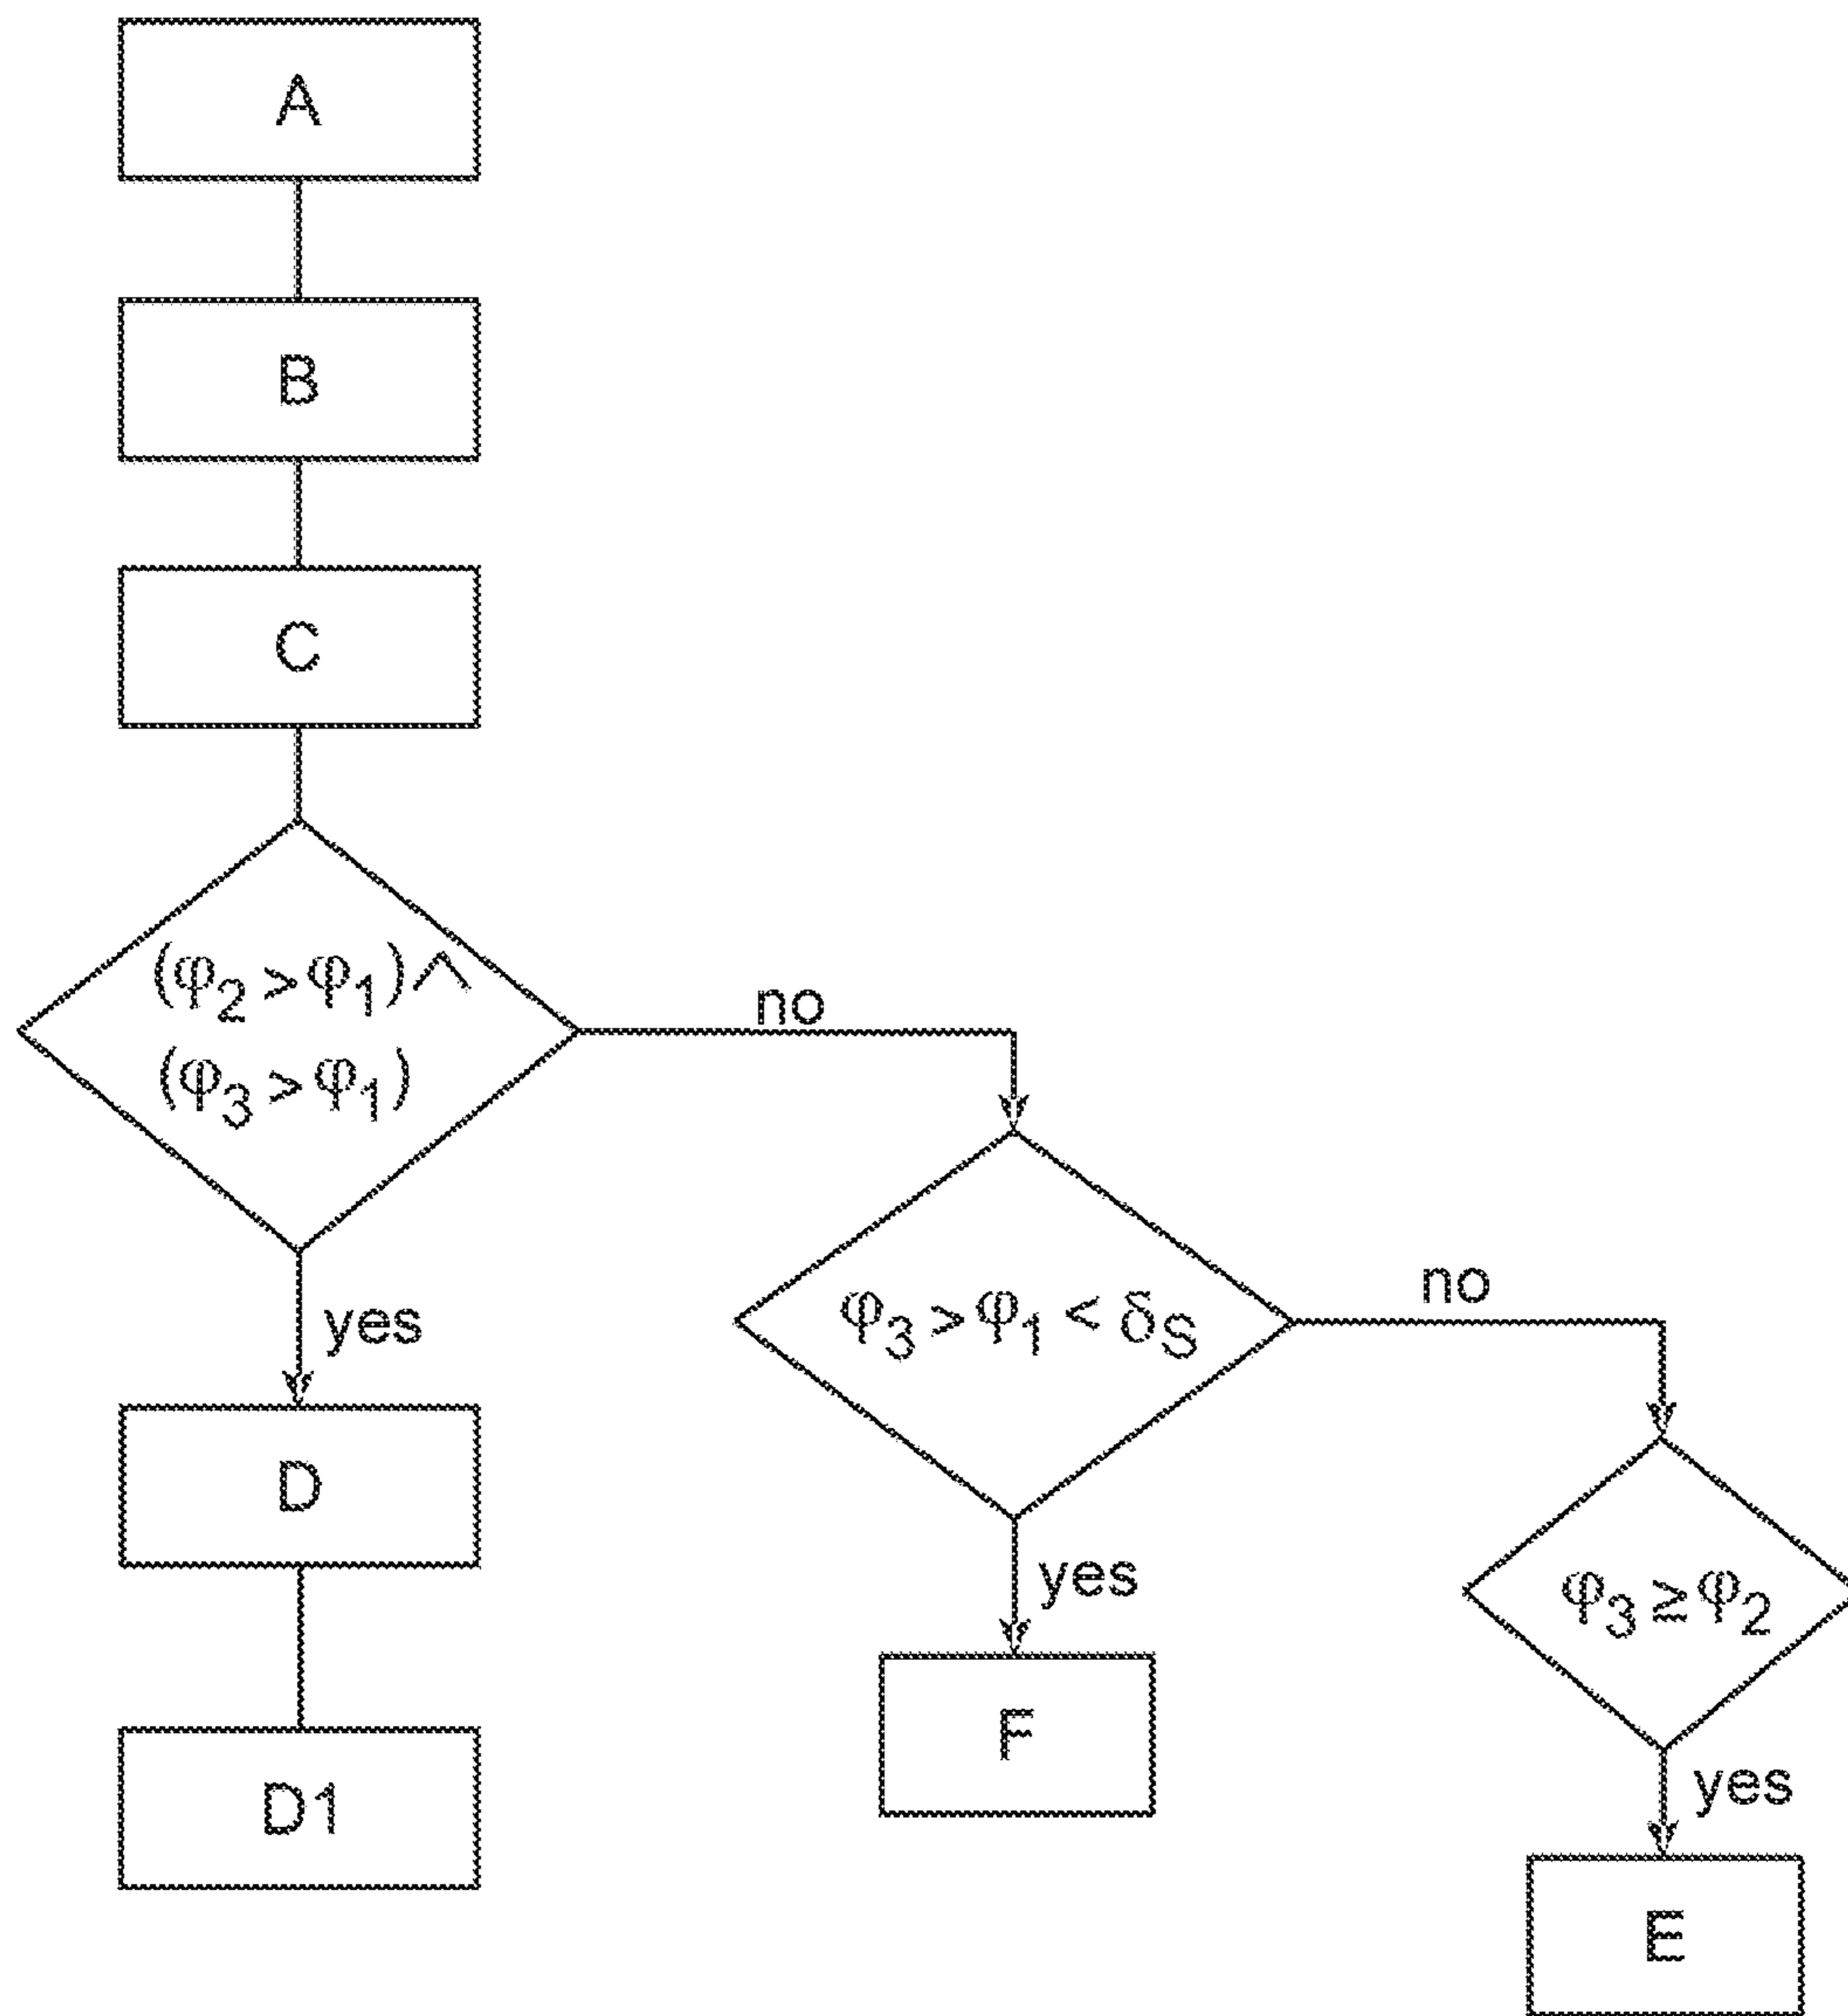 A
B
C
(φ2 > φ1) ∧
(φ3 > φ1)
no
yes
D
D1
φ3 > φ1 < δS
no
yes
F
φ3 ≧ φ2
yes
E